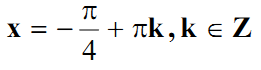 x = −π/4 + πk, k ∈ Z